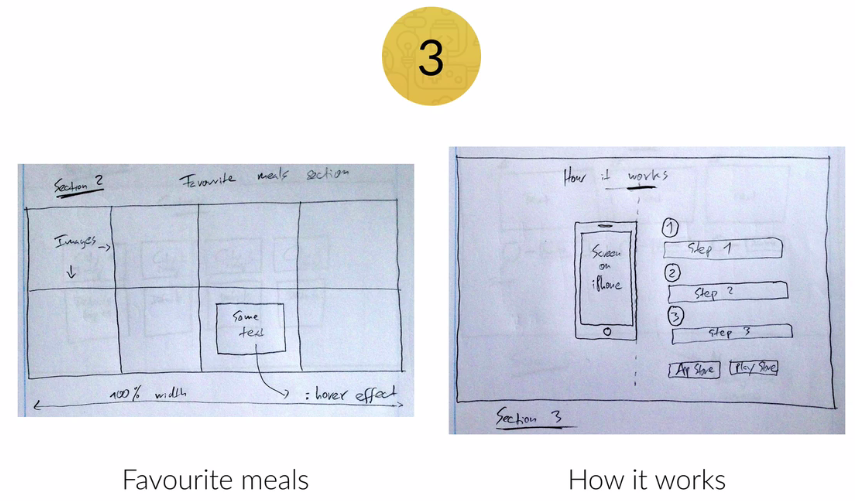 3
Section 2
Favourite meals section
Images
Some
text
100% width
:hover effect
How it works
Screen
on
iPhone
1
Step 1
2
Step 2
3
Step 3
App Store
Play Store
Section 3
Favourite meals
How it works